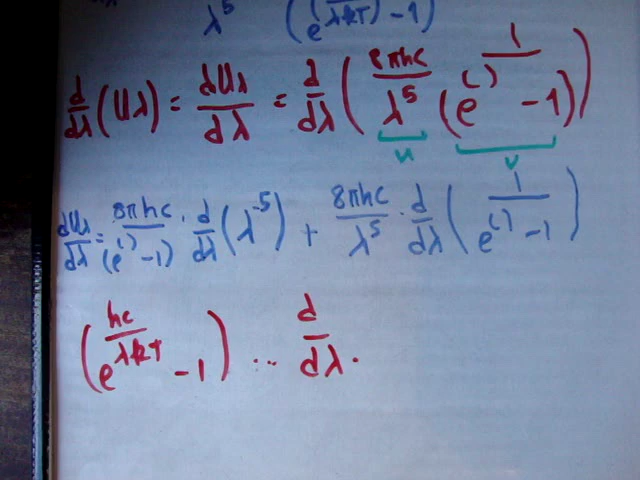 λ⁵ (e^(hc/λkT) - 1)
d/dλ (Uλ) = dUλ/dλ = d/dλ ( 8πhc/λ⁵ · 1/(e^( ) - 1) )
u v
dUλ/dλ = 8πhc/(e^( ) - 1) · d/dλ (λ⁻⁵) + 8πhc/λ⁵ · d/dλ ( 1/(e^( ) - 1) )
(e^(hc/λkT) - 1) ... d/dλ .